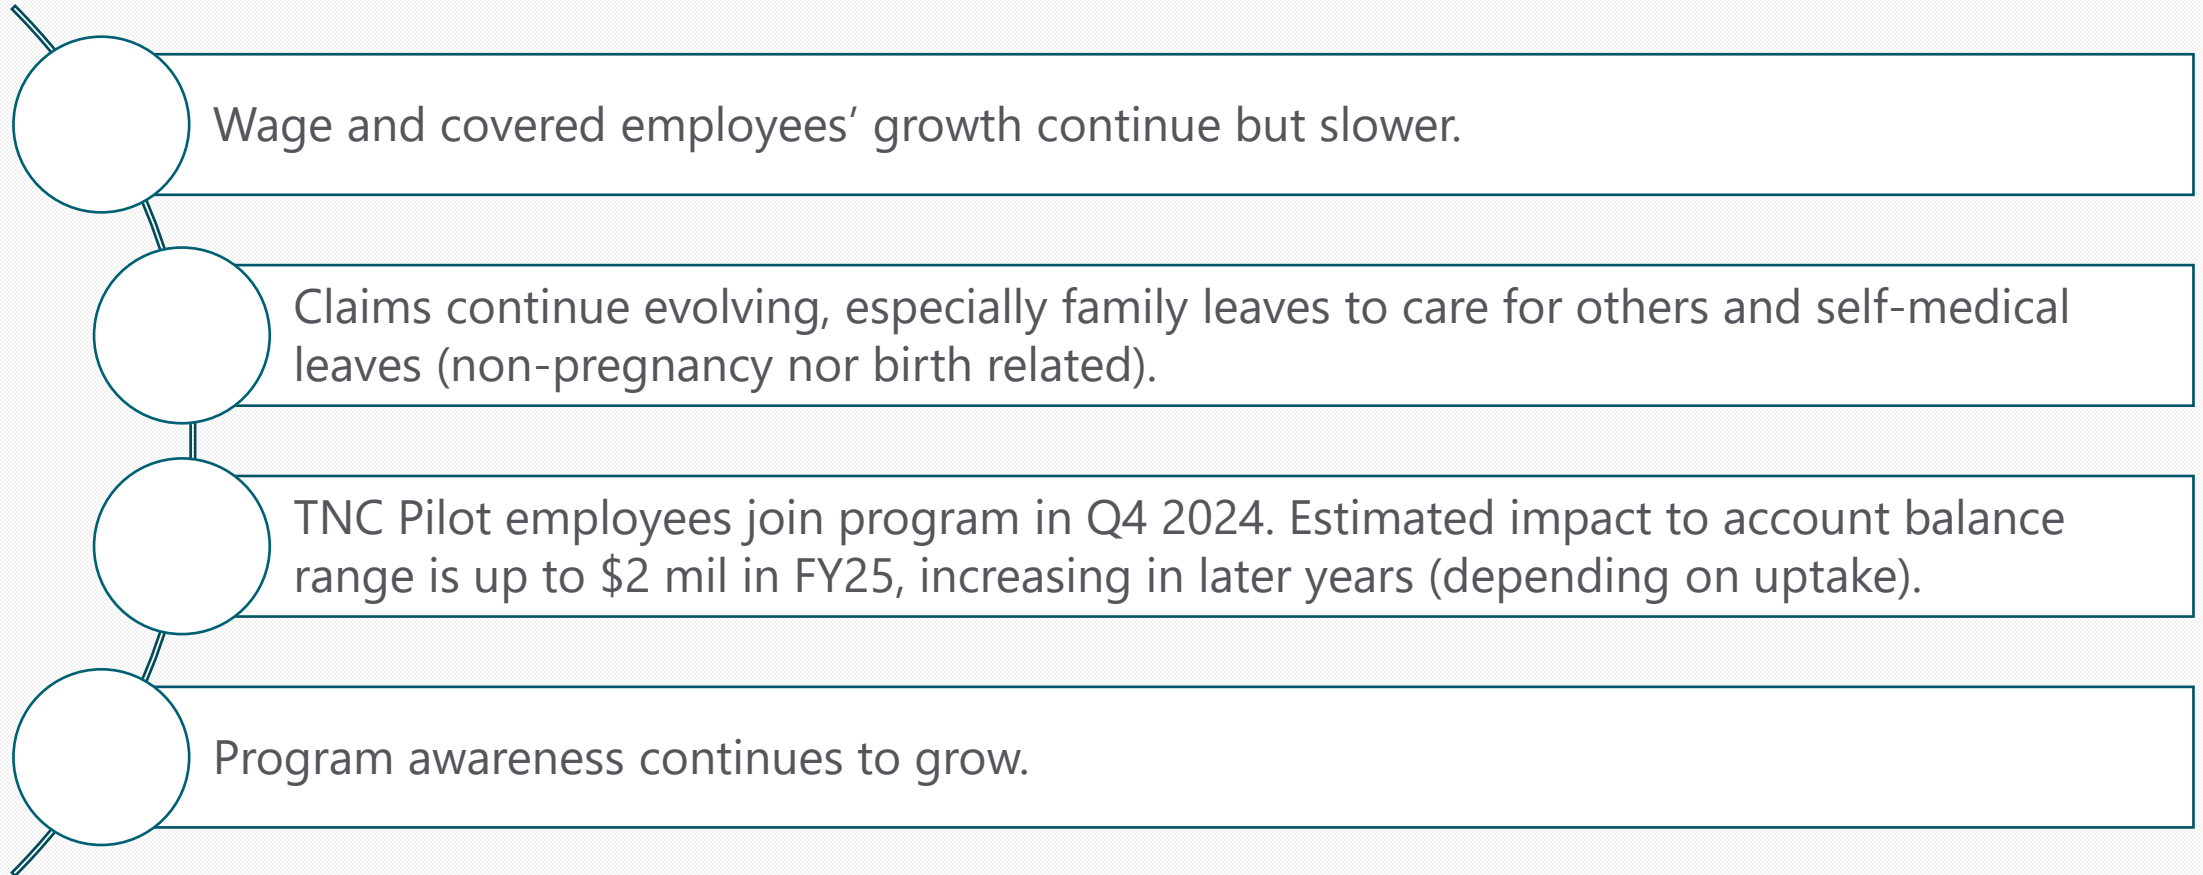 Wage and covered employees’ growth continue but slower.
Claims continue evolving, especially family leaves to care for others and self-medical
leaves (non-pregnancy nor birth related).
TNC Pilot employees join program in Q4 2024. Estimated impact to account balance
range is up to $2 mil in FY25, increasing in later years (depending on uptake).
Program awareness continues to grow.